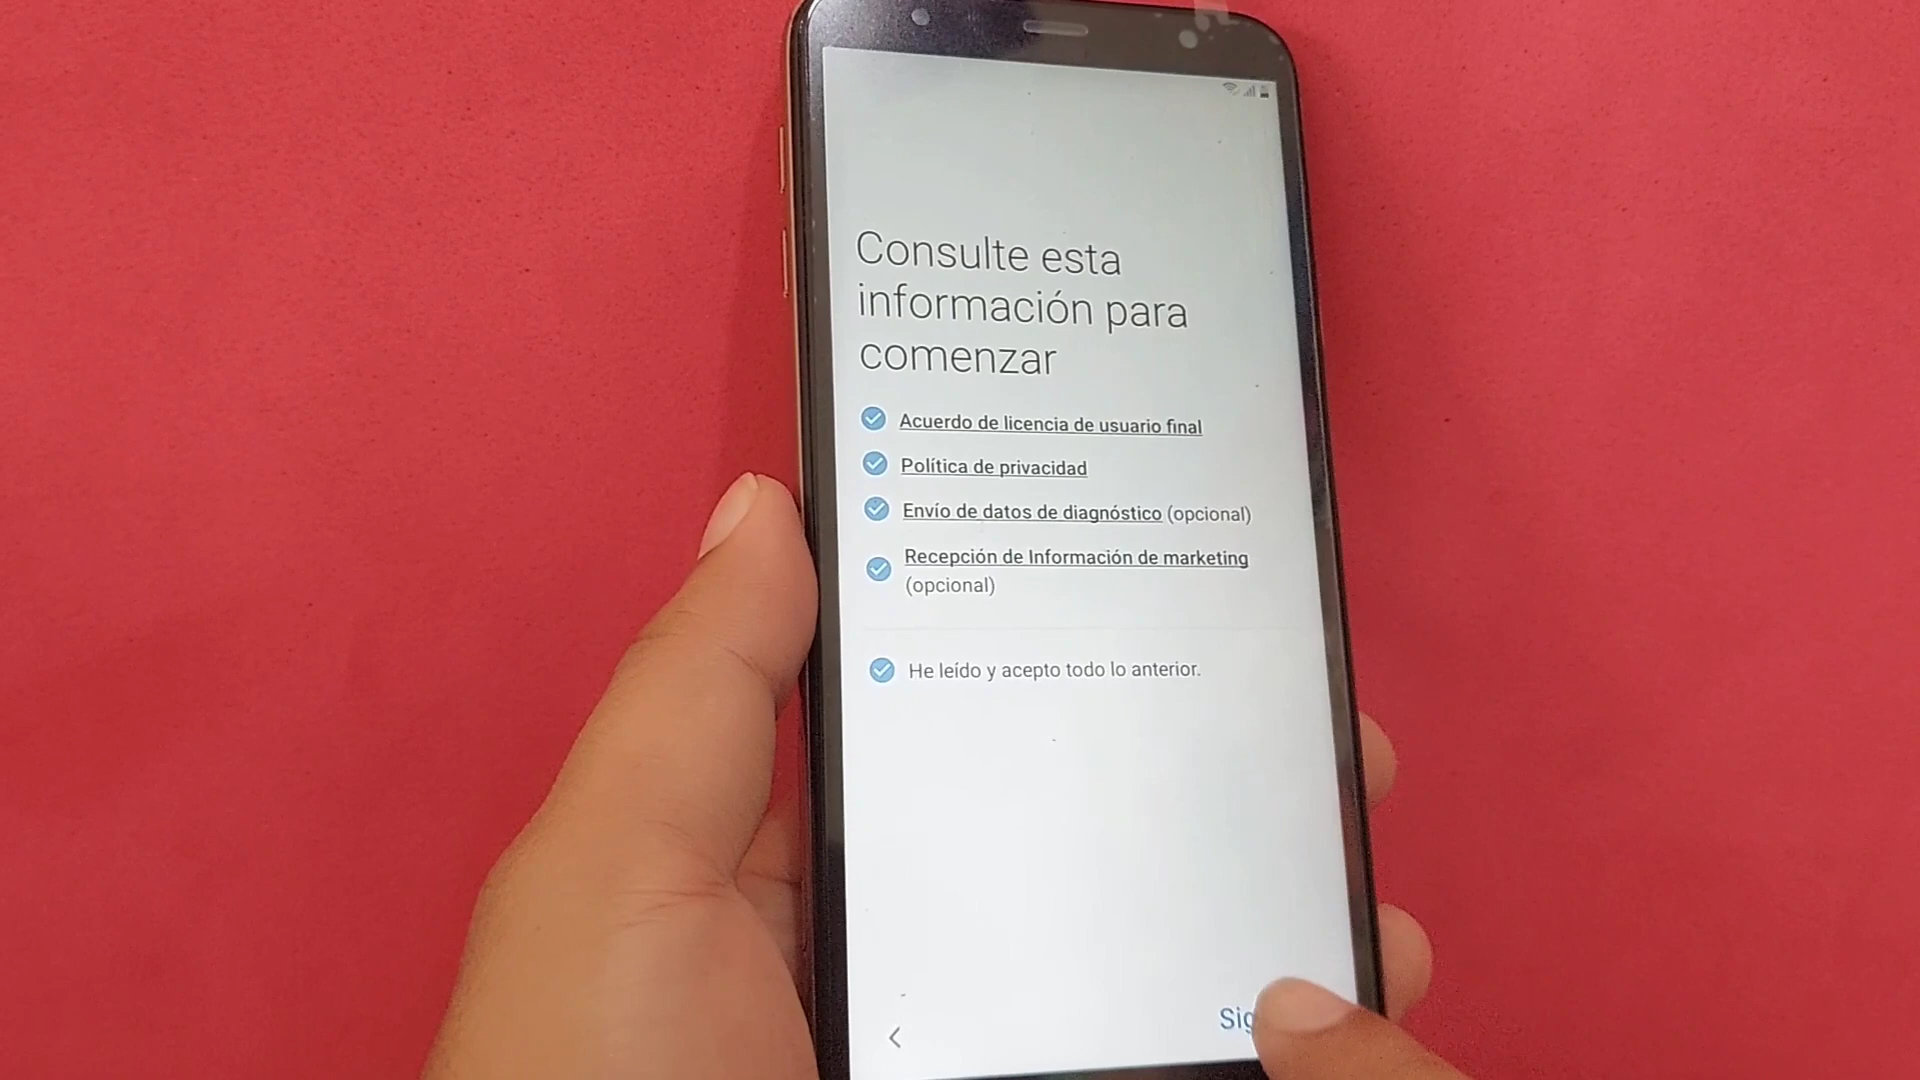 Consulte esta
información para
comenzar
Acuerdo de licencia de usuario final
Política de privacidad
Envío de datos de diagnóstico (opcional)
Recepción de Información de marketing
(opcional)
He leído y acepto todo lo anterior.